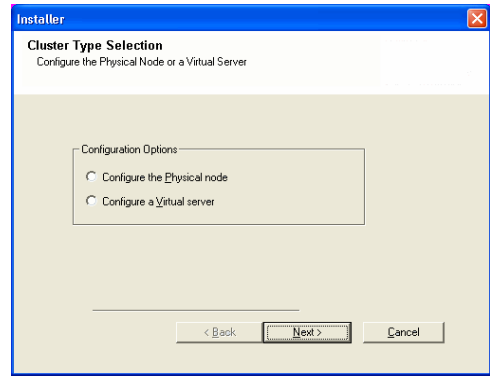 Installer
Cluster Type Selection
Configure the Physical Node or a Virtual Server
Configuration Options
Configure the Physical node
Configure a Virtual server
< Back
Next >
Cancel